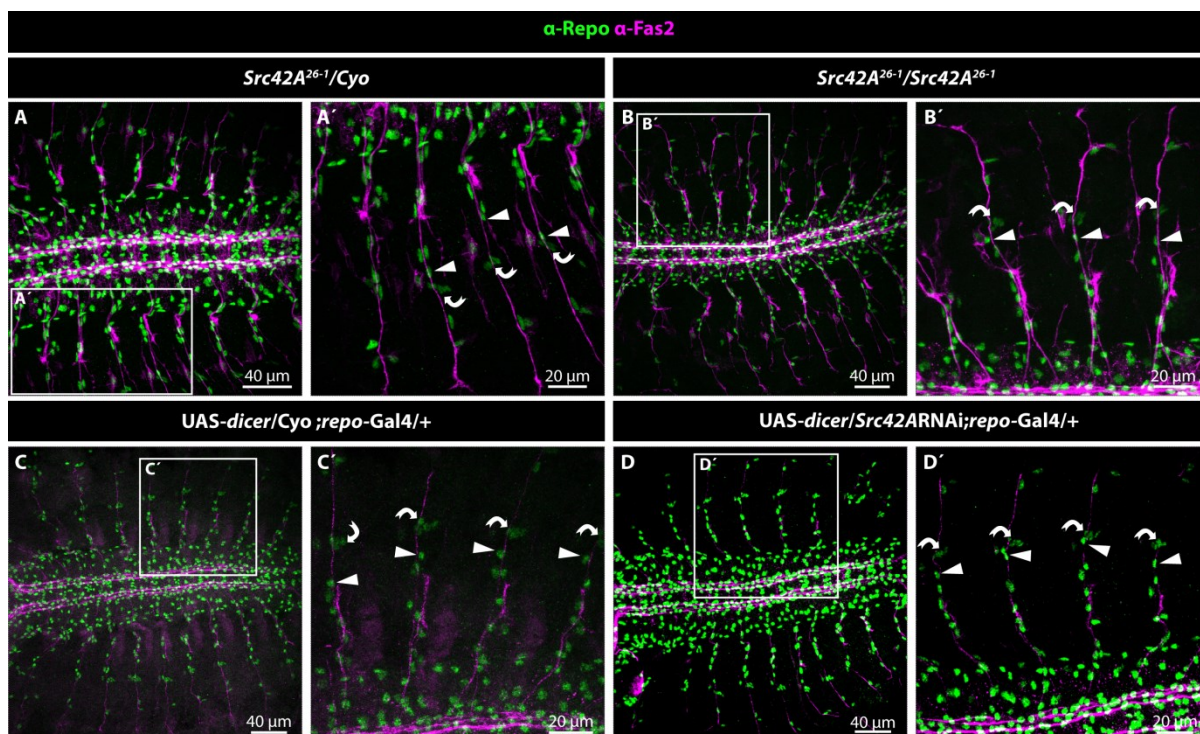 α-Repo α-Fas2
Src42A²⁶⁻¹/Cyo
Src42A²⁶⁻¹/Src42A²⁶⁻¹
A
A´
A´
40 µm
20 µm
B
B´
B´
40 µm
20 µm
UAS-dicer/Cyo ;repo-Gal4/+
UAS-dicer/Src42ARNAi;repo-Gal4/+
C
C´
C´
40 µm
20 µm
D
D´
D´
40 µm
20 µm